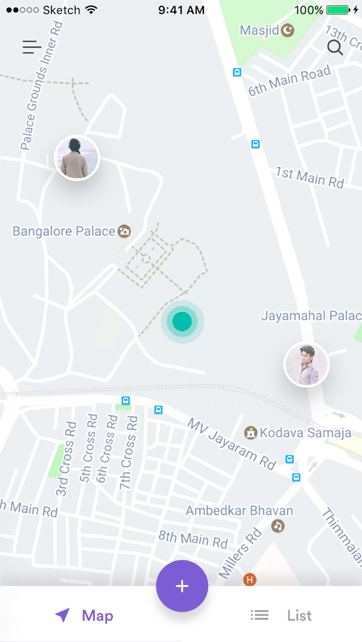 Sketch 9:41 AM 100%
Masjid
13th Cross
Palace Grounds Inner Rd
6th Main Road
1st Main Rd
Bangalore Palace
Jayamahal Palac
Kodava Samaja
MV Jayaram Rd
3rd Cross Rd
5th Cross Rd
6th Cross Rd
7th Cross Rd
h Main Rd
Ambedkar Bhavan
8th Main Rd
Millers Rd
Thimmaiah
H
+
Map List